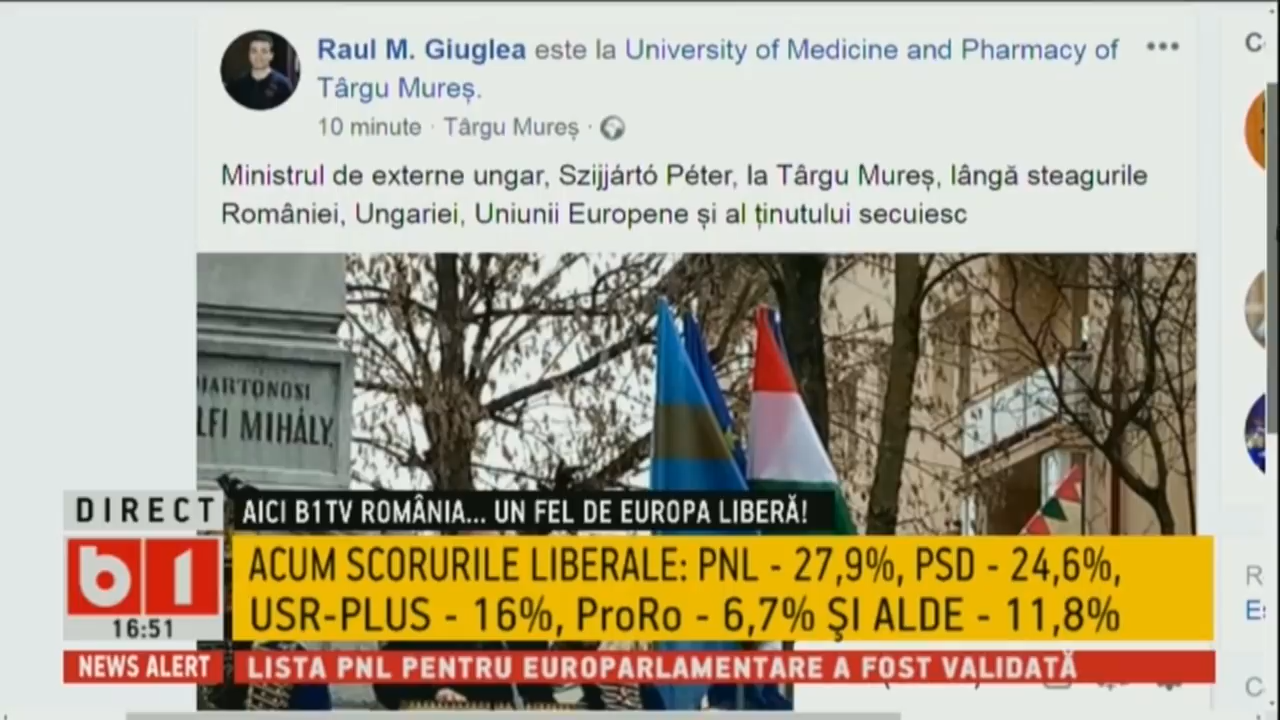 Raul M. Giuglea este la University of Medicine and Pharmacy of
Târgu Mureș.
10 minute · Târgu Mureș ·
Ministrul de externe ungar, Szijjártó Péter, la Târgu Mureș, lângă steagurile
României, Ungariei, Uniunii Europene și al ținutului secuiesc
MARTONOSI
LFI MIHÁLY.
DIRECT
AICI B1TV ROMÂNIA... UN FEL DE EUROPA LIBERĂ!
b1
ACUM SCORURILE LIBERALE: PNL - 27,9%, PSD - 24,6%,
USR-PLUS - 16%, ProRo - 6,7% ŞI ALDE - 11,8%
16:51
NEWS ALERT
LISTA PNL PENTRU EUROPARLAMENTARE A FOST VALIDATĂ